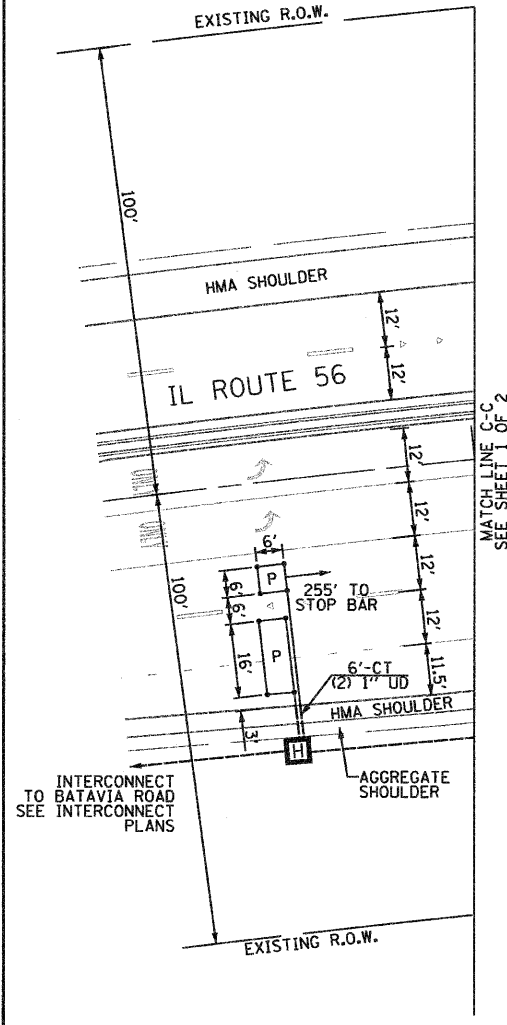 EXISTING R.O.W.
100'
HMA SHOULDER
12'
12'
IL ROUTE 56
MATCH LINE C-C
SEE SHEET 1 OF 2
12'
12'
ONLY
ONLY
6'
12'
P
6'
255' TO
STOP BAR
6'
12'
100'
16'
P
6'-CT
(2) 1" UD
11.5'
HMA SHOULDER
3'
H
INTERCONNECT
TO BATAVIA ROAD
SEE INTERCONNECT
PLANS
AGGREGATE
SHOULDER
EXISTING R.O.W.